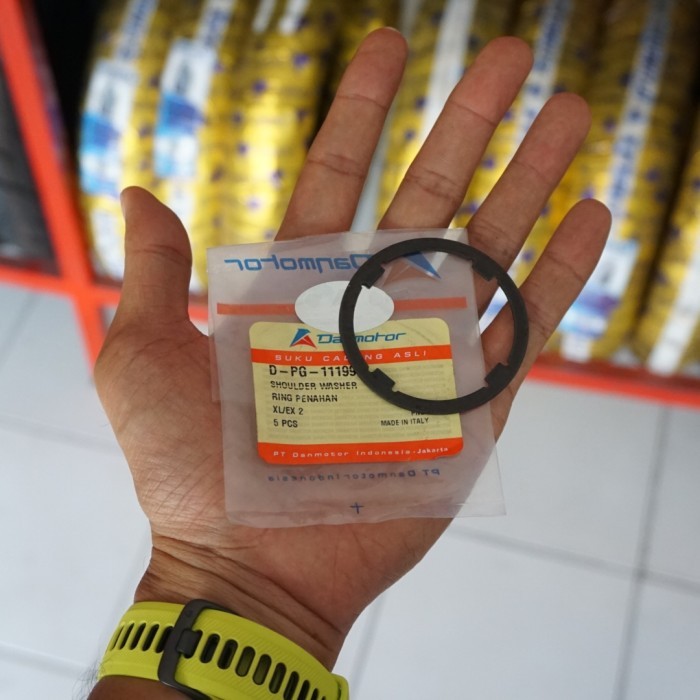 Danmotor
Danmotor
SUKU CADANG ASLI
D-PG-11199
SHOULDER WASHER
RING PENAHAN
XL/EX 2
5 PCS
MADE IN ITALY
PT Danmotor Indonesia-Jakarta
PT Danmotor Indonesia